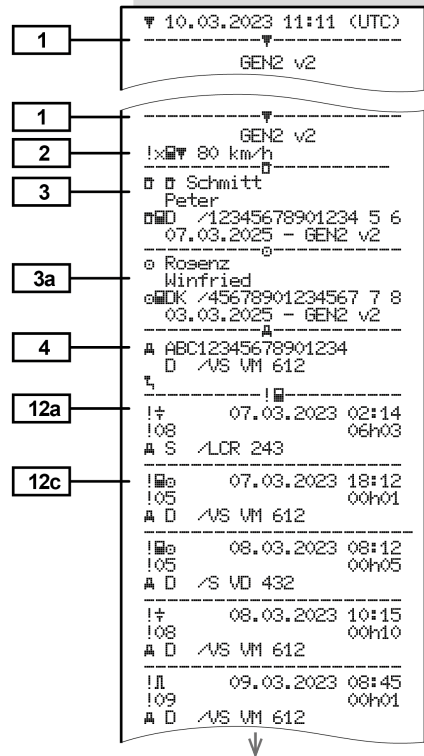 ▼ 10.03.2023 11:11 (UTC)
----------▼----------
1
GEN2 v2
1
----------▼----------
GEN2 v2
2
!x▼ 80 km/h
3
Schmitt
Peter
D /12345678901234 5 6
07.03.2025 - GEN2 v2
3a
⊙ Rogenz
Winfried
⊙DK /45678901234567 7 8
03.03.2025 - GEN2 v2
4
A ABC12345678901234
D /VS VM 612
12a
!÷ 07.03.2023 02:14
!08 06h03
A S /LCR 243
12c
!⊙ 07.03.2023 18:12
!05 00h01
A D /VS VM 612
!⊙ 08.03.2023 08:12
!05 00h05
A D /S VD 432
!÷ 08.03.2023 10:15
!08 00h10
A D /VS VM 612
!Л 09.03.2023 08:45
!09 00h01
A D /VS VM 612